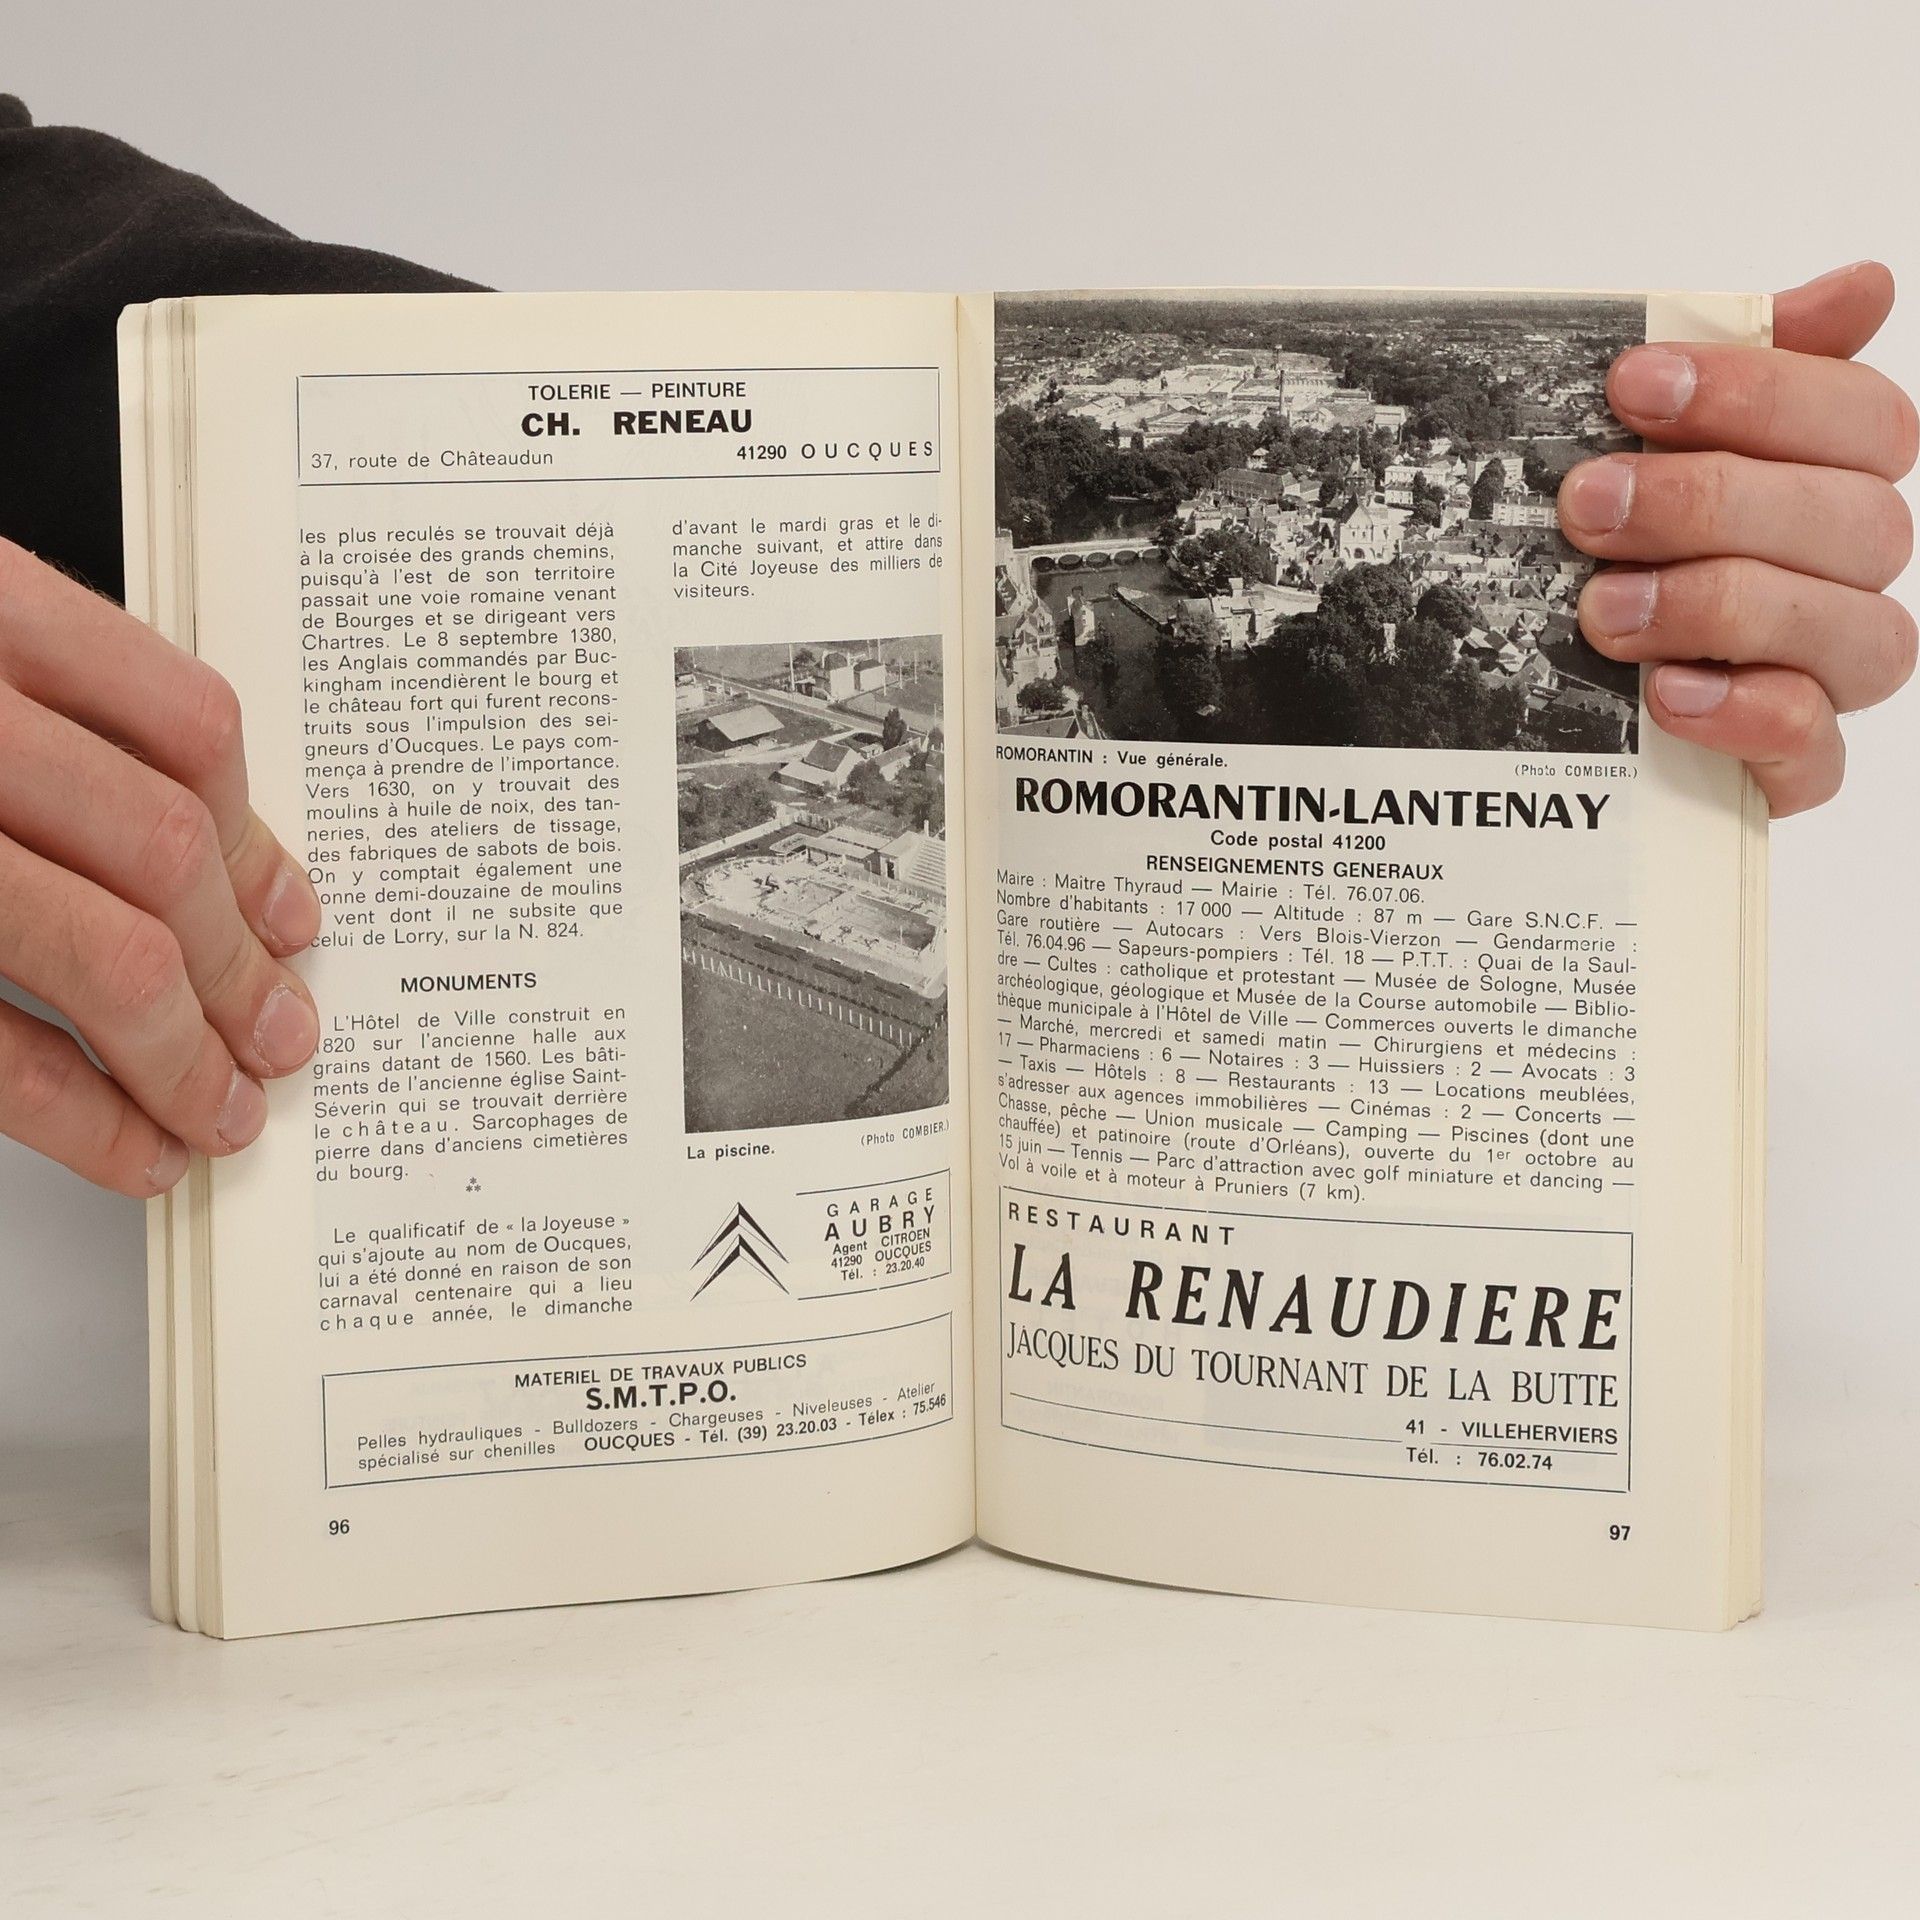 TOLERIE — PEINTURE
CH. RENEAU
37, route de Châteaudun
41290 OUCQUES
les plus reculés se trouvait déjà
à la croisée des grands chemins,
puisqu'à l'est de son territoire
passait une voie romaine venant
de Bourges et se dirigeant vers
Chartres. Le 8 septembre 1380,
les Anglais commandés par Buc-
kingham incendièrent le bourg et
le château fort qui furent recons-
truits sous l'impulsion des sei-
gneurs d'Oucques. Le pays com-
mença à prendre de l'importance.
Vers 1630, on y trouvait des
moulins à huile de noix, des tan-
neries, des ateliers de tissage,
des fabriques de sabots de bois.
On y comptait également une
onne demi-douzaine de moulins
vent dont il ne subsite que
celui de Lorry, sur la N. 824.
MONUMENTS
L'Hôtel de Ville construit en
1820 sur l'ancienne halle aux
grains datant de 1560. Les bâti-
ments de l'ancienne église Saint-
Séverin qui se trouvait derrière
le château. Sarcophages de
pierre dans d'anciens cimetières
du bourg.
⁂
Le qualificatif de « la Joyeuse »
qui s'ajoute au nom de Oucques,
lui a été donné en raison de son
carnaval centenaire qui a lieu
chaque année, le dimanche
d'avant le mardi gras et le di-
manche suivant, et attire dans
la Cité Joyeuse des milliers de
visiteurs.
La piscine.
(Photo COMBIER.)
GARAGE
AUBRY
Agent CITROEN
41290 OUCQUES
Tél. : 23.20.40
MATERIEL DE TRAVAUX PUBLICS
S.M.T.P.O.
Pelles hydrauliques - Bulldozers - Chargeuses - Niveleuses - Atelier
spécialisé sur chenilles OUCQUES - Tél. (39) 23.20.03 - Télex : 75.546
96
ROMORANTIN : Vue générale.
(Photo COMBIER.)
ROMORANTIN-LANTENAY
Code postal 41200
RENSEIGNEMENTS GENERAUX
Maire : Maître Thyraud — Mairie : Tél. 76.07.06.
Nombre d'habitants : 17 000 — Altitude : 87 m — Gare S.N.C.F. —
Gare routière — Autocars : Vers Blois-Vierzon — Gendarmerie :
Tél. 76.04.96 — Sapeurs-pompiers : Tél. 18 — P.T.T. : Quai de la Saul-
dre — Cultes : catholique et protestant — Musée de Sologne, Musée
archéologique, géologique et Musée de la Course automobile — Biblio-
thèque municipale à l'Hôtel de Ville — Commerces ouverts le dimanche
— Marché, mercredi et samedi matin — Chirurgiens et médecins :
17 — Pharmaciens : 6 — Notaires : 3 — Huissiers : 2 — Avocats : 3
— Taxis — Hôtels : 8 — Restaurants : 13 — Locations meublées,
s'adresser aux agences immobilières — Cinémas : 2 — Concerts —
Chasse, pêche — Union musicale — Camping — Piscines (dont une
chauffée) et patinoire (route d'Orléans), ouverte du 1er octobre au
15 juin — Tennis — Parc d'attraction avec golf miniature et dancing —
Vol à voile et à moteur à Pruniers (7 km).
RESTAURANT
LA RENAUDIERE
JACQUES DU TOURNANT DE LA BUTTE
41 - VILLEHERVIERS
Tél. : 76.02.74
97